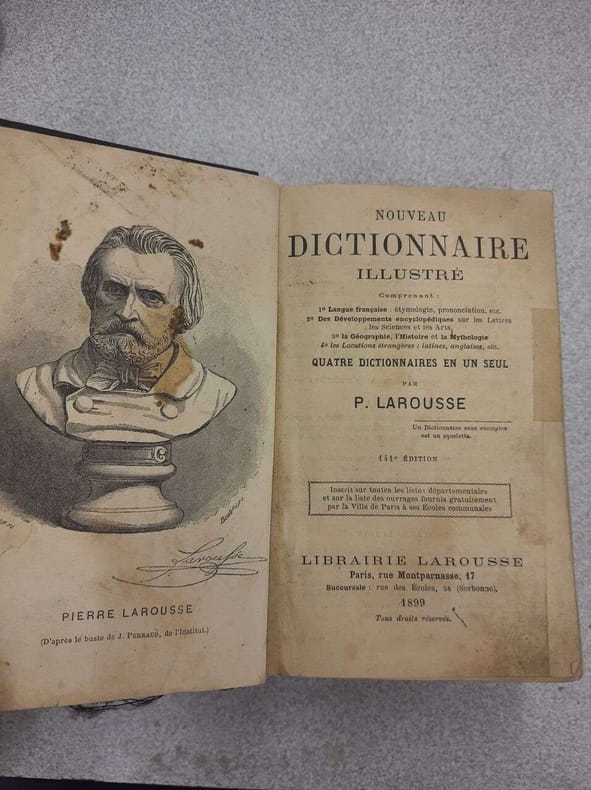 Larousse
PIERRE LAROUSSE
(D'après le buste de J. PERRAUD, de l'Institut.)
NOUVEAU
DICTIONNAIRE
ILLUSTRÉ
Comprenant :
1º Langue française : étymologie, prononciation, etc.
2º Des Développements encyclopédiques sur les Lettres
les Sciences et les Arts,
3º la Géographie, l'Histoire et la Mythologie
4º les Locutions étrangères : latines, anglaises, etc.
QUATRE DICTIONNAIRES EN UN SEUL
PAR
P. LAROUSSE
Un Dictionnaire sans exemples
est un squelette.
141e ÉDITION
Inscrit sur toutes les listes départementales
et sur la liste des ouvrages fournis gratuitement
par la Ville de Paris à ses Écoles communales
LIBRAIRIE LAROUSSE
Paris, rue Montparnasse, 17
Succursale : rue des Écoles, 58 (Sorbonne).
1899
Tous droits réservés.